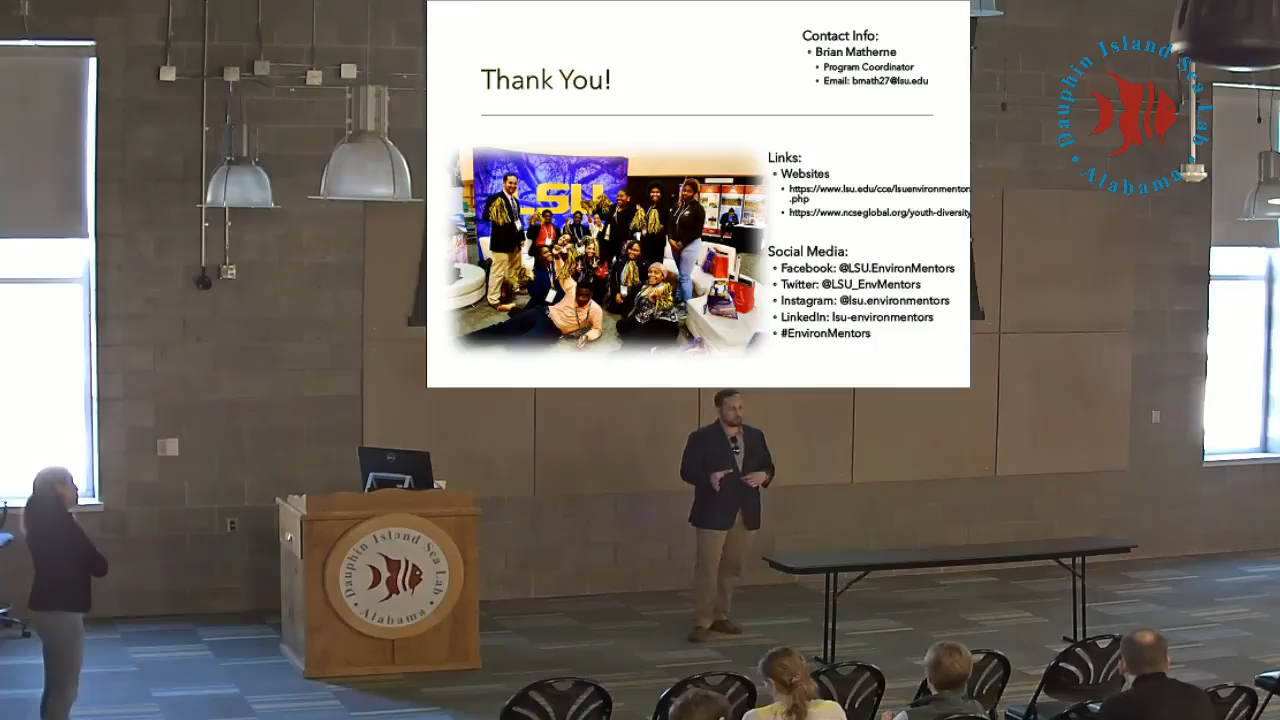 Thank You!
Contact Info:
• Brian Matherne
• Program Coordinator
• Email: bmath27@lsu.edu
LSU
Links:
• Websites
• https://www.lsu.edu/cce/lsuenvironmentor
.php
• https://www.ncseglobal.org/youth-diversity
Social Media:
• Facebook: @LSU.EnvironMentors
• Twitter: @LSU_EnvMentors
• Instagram: @lsu.environmentors
• LinkedIn: lsu-environmentors
• #EnvironMentors
Dauphin Island Sea Lab
• Alabama •
Dauphin Island Sea Lab
• Alabama •